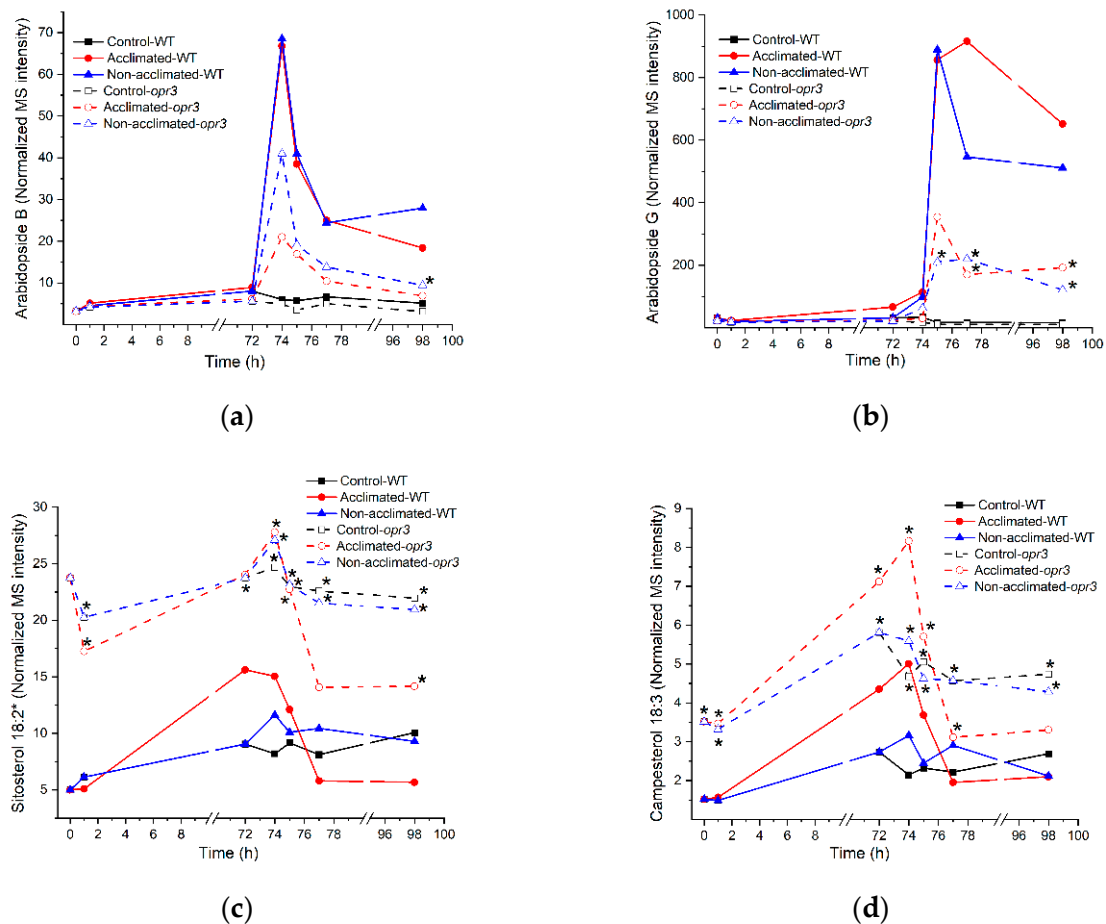 Arabidopside B (Normalized MS intensity)
70
60
50
40
30
20
10
Control-WT
Acclimated-WT
Non-acclimated-WT
Control-opr3
Acclimated-opr3
Non-acclimated-opr3
*
0 2 4 6 8 72 74 76 78 96 98 100
Time (h)
(a)
Arabidopside G (Normalized MS intensity)
1000
800
600
400
200
Control-WT
Acclimated-WT
Non-acclimated-WT
Control-opr3
Acclimated-opr3
Non-acclimated-opr3
* * * * *
0 2 4 6 8 72 74 76 78 96 98 100
Time (h)
(b)
Sitosterol 18:2* (Normalized MS intensity)
30
25
20
15
10
5
Control-WT
Acclimated-WT
Non-acclimated-WT
Control-opr3
Acclimated-opr3
Non-acclimated-opr3
0 2 4 6 8 72 74 76 78 96 98 100
Time (h)
(c)
Campesterol 18:3 (Normalized MS intensity)
9
8
7
6
5
4
3
2
Control-WT
Acclimated-WT
Non-acclimated-WT
Control-opr3
Acclimated-opr3
Non-acclimated-opr3
0 2 4 6 8 72 74 76 78 96 98 100
Time (h)
(d)